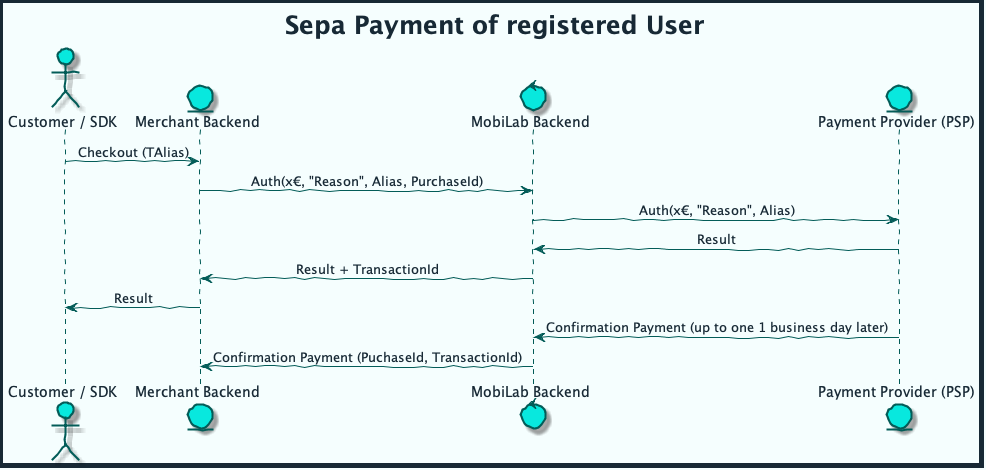 Sepa Payment of registered User
Customer / SDK
Merchant Backend
MobiLab Backend
Payment Provider (PSP)
Checkout (TAlias)
Auth(x€, "Reason", Alias, PurchaseId)
Auth(x€, "Reason", Alias)
Result
Result + TransactionId
Result
Confirmation Payment (up to one 1 business day later)
Confirmation Payment (PuchaseId, TransactionId)
Customer / SDK
Merchant Backend
MobiLab Backend
Payment Provider (PSP)